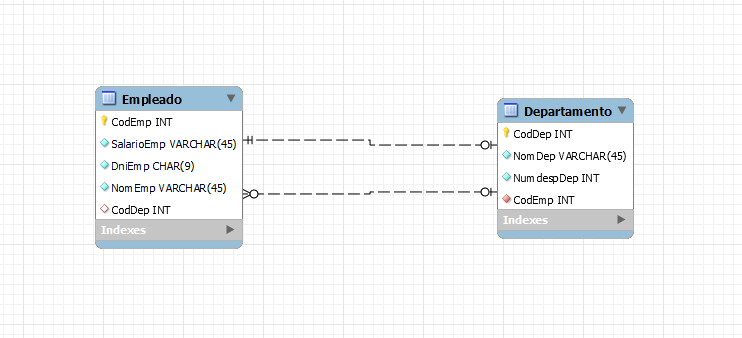 Empleado
CodEmp INT
SalarioEmp VARCHAR(45)
DniEmp CHAR(9)
NomEmp VARCHAR(45)
CodDep INT
Indexes
Departamento
CodDep INT
NomDep VARCHAR(45)
NumdespDep INT
CodEmp INT
Indexes